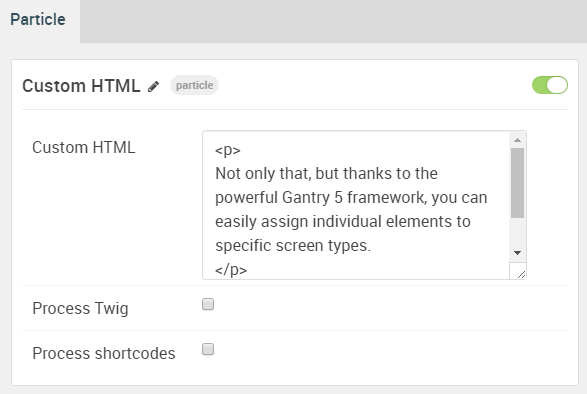 Particle
Custom HTML particle
Custom HTML
<p>
Not only that, but thanks to the
powerful Gantry 5 framework, you can
easily assign individual elements to
specific screen types.
</p>
Process Twig
Process shortcodes